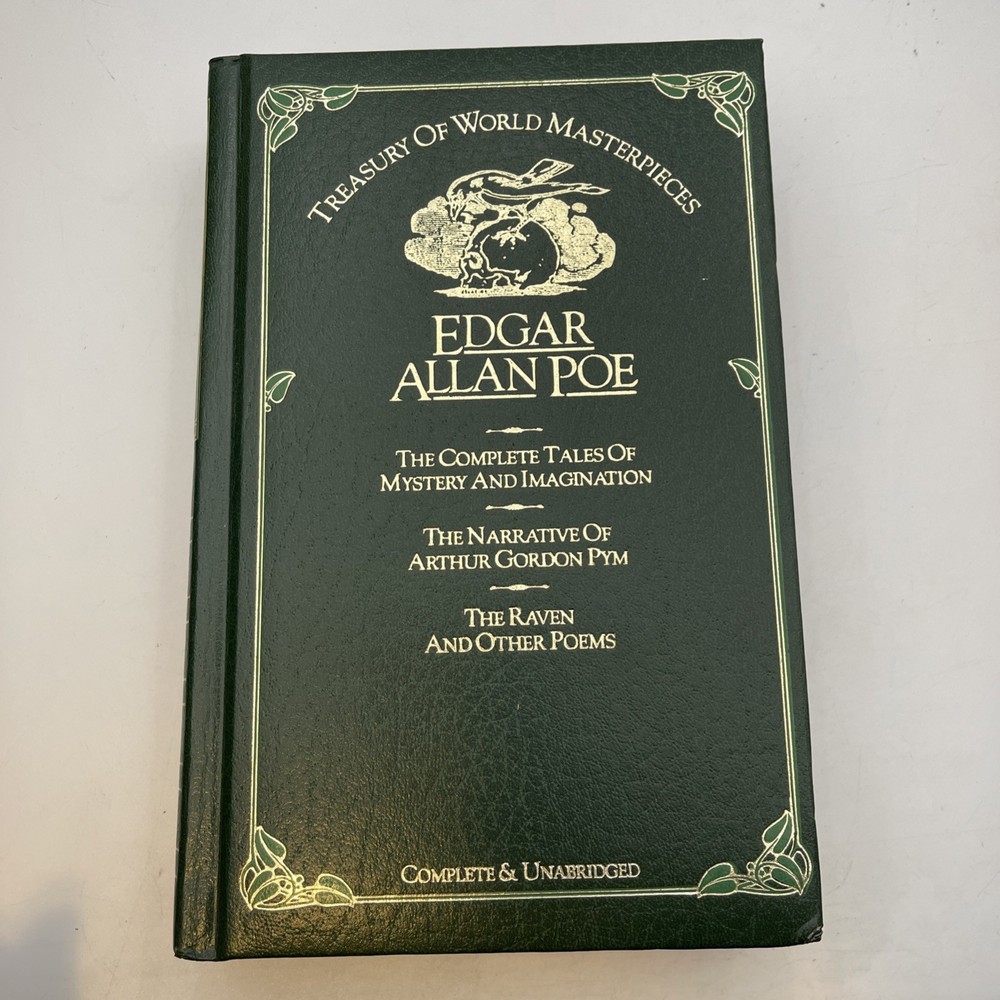 TREASURY OF WORLD MASTERPIECES
EDGAR
ALLAN POE
THE COMPLETE TALES OF
MYSTERY AND IMAGINATION
THE NARRATIVE OF
ARTHUR GORDON PYM
THE RAVEN
AND OTHER POEMS
COMPLETE & UNABRIDGED